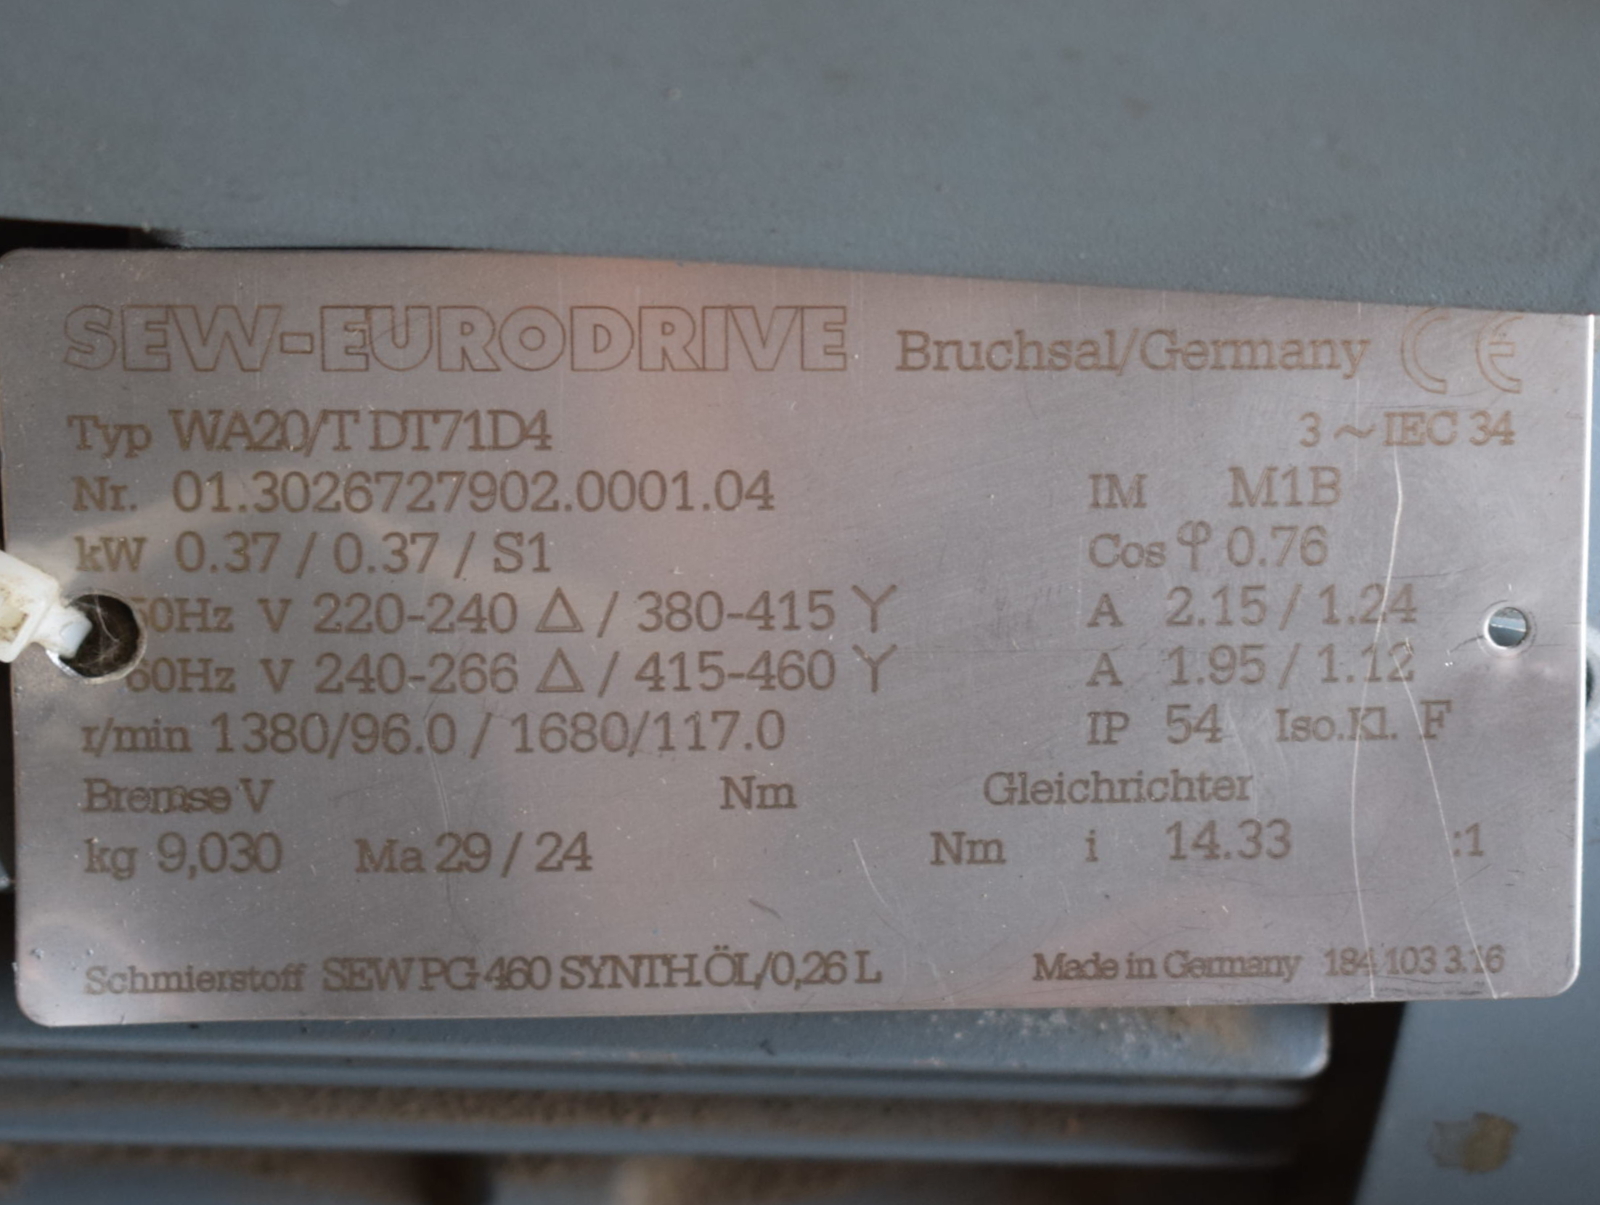 SEW-EURODRIVE Bruchsal/Germany CE
Typ WA20/T DT71D4 3 ~ IEC 34
Nr. 01.3026727902.0001.04 IM M1B
kW 0.37 / 0.37 / S1 Cos φ 0.76
50Hz V 220-240 Δ / 380-415 Y A 2.15 / 1.24
60Hz V 240-266 Δ / 415-460 Y A 1.95 / 1.12
r/min 1380/96.0 / 1680/117.0 IP 54 Iso.Kl. F
Bremse V Nm Gleichrichter
kg 9,030 Ma 29 / 24 Nm i 14.33 :1
Schmierstoff SEW PG 460 SYNTH.ÖL/0,26 L Made in Germany 184 103 3.16